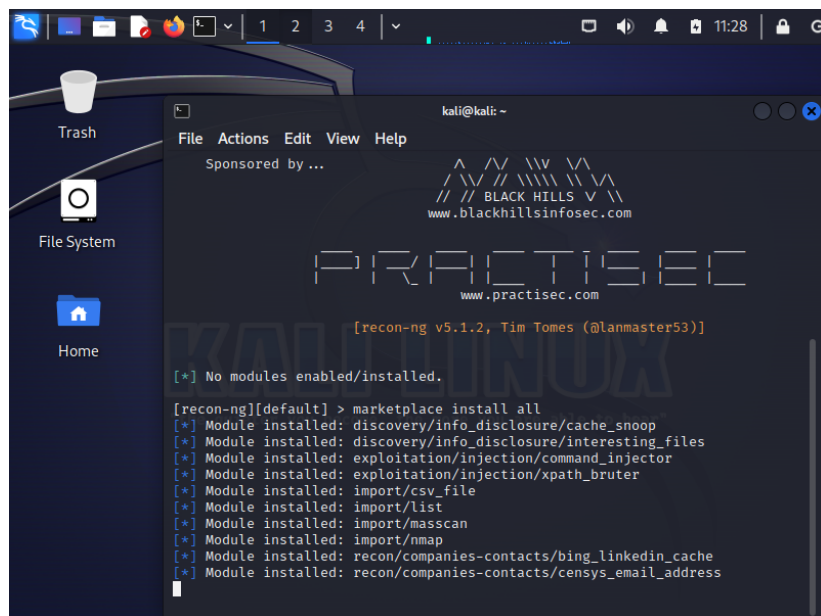 1 2 3 4
11:28
kali@kali: ~
File Actions Edit View Help
Trash
File System
Home
Sponsored by ...
BLACK HILLS
www.blackhillsinfosec.com
PRACTISEC
www.practisec.com
[recon-ng v5.1.2, Tim Tomes (@lanmaster53)]
KALI LINUX
[*] No modules enabled/installed.
[recon-ng][default] > marketplace install all
[*] Module installed: discovery/info_disclosure/cache_snoop
[*] Module installed: discovery/info_disclosure/interesting_files
[*] Module installed: exploitation/injection/command_injector
[*] Module installed: exploitation/injection/xpath_bruter
[*] Module installed: import/csv_file
[*] Module installed: import/list
[*] Module installed: import/masscan
[*] Module installed: import/nmap
[*] Module installed: recon/companies-contacts/bing_linkedin_cache
[*] Module installed: recon/companies-contacts/censys_email_address